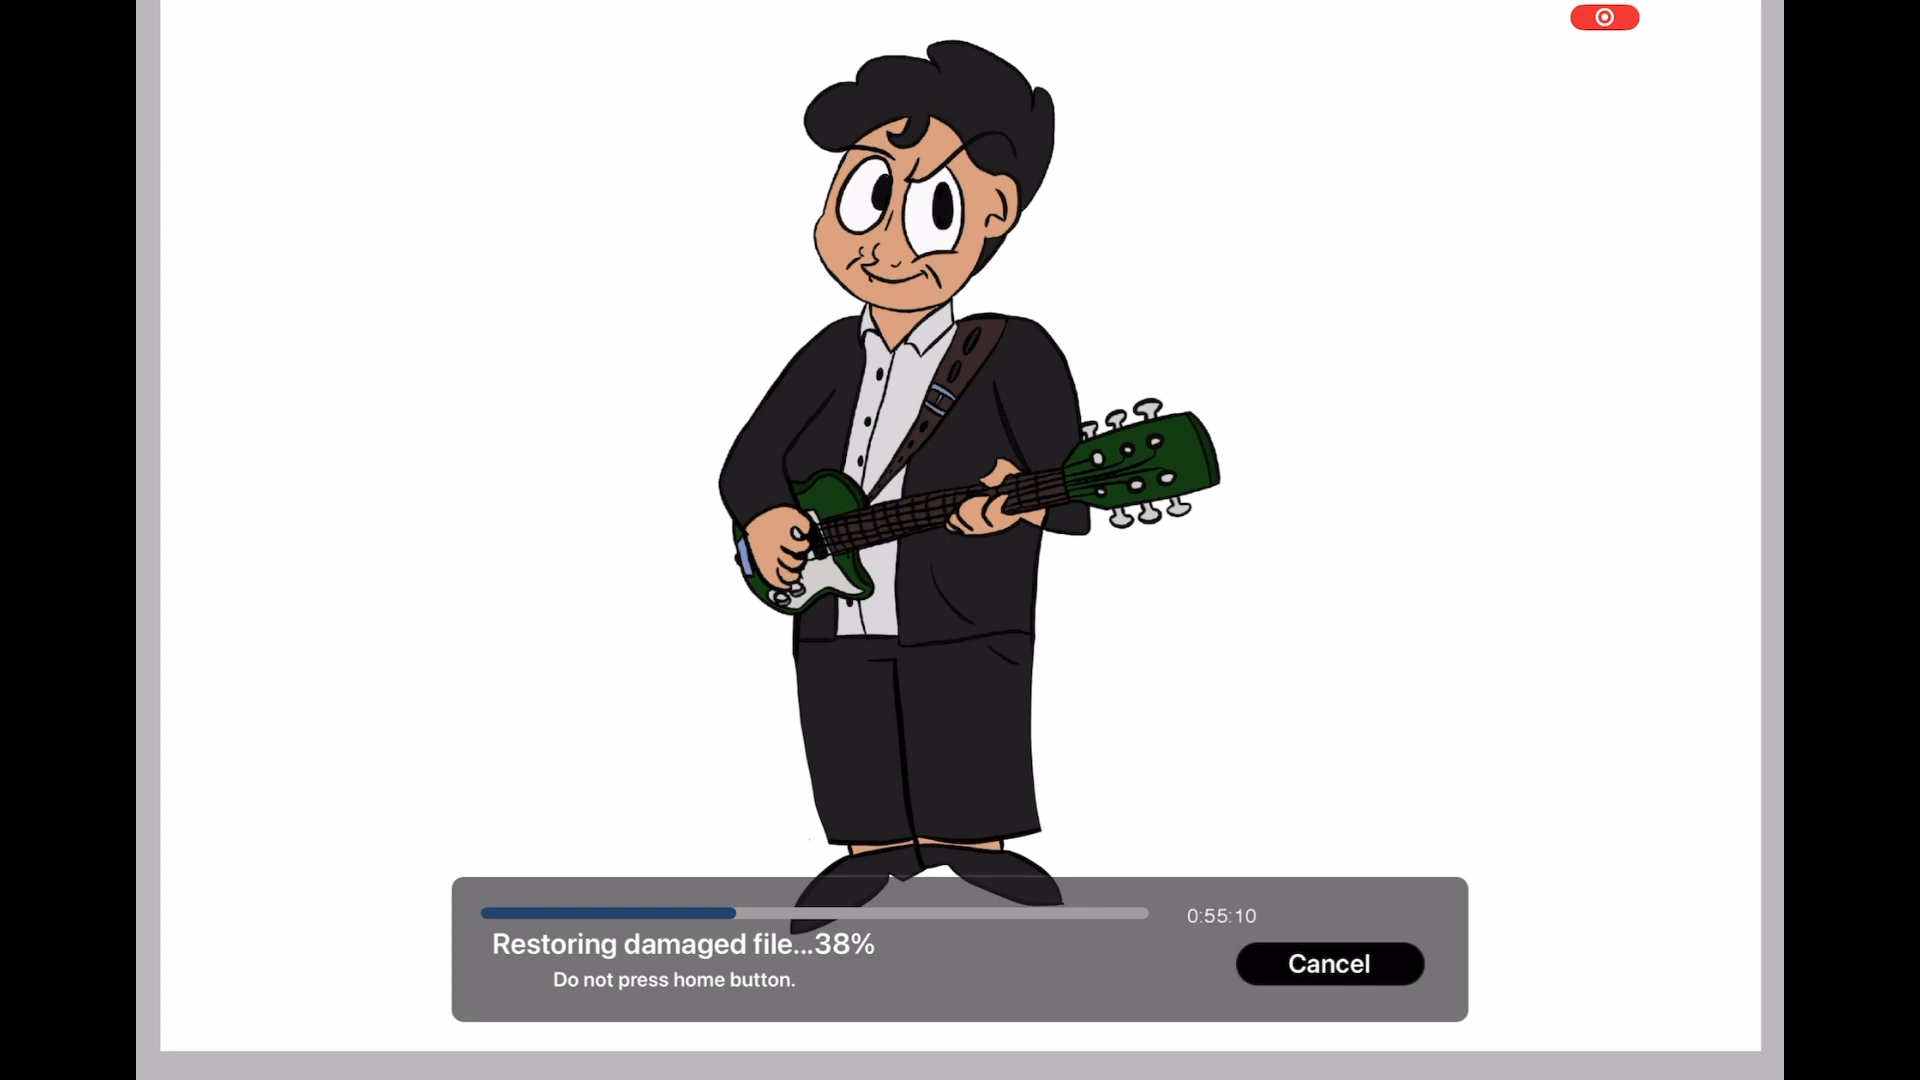 0:55:10
Restoring damaged file...38%
Cancel
Do not press home button.